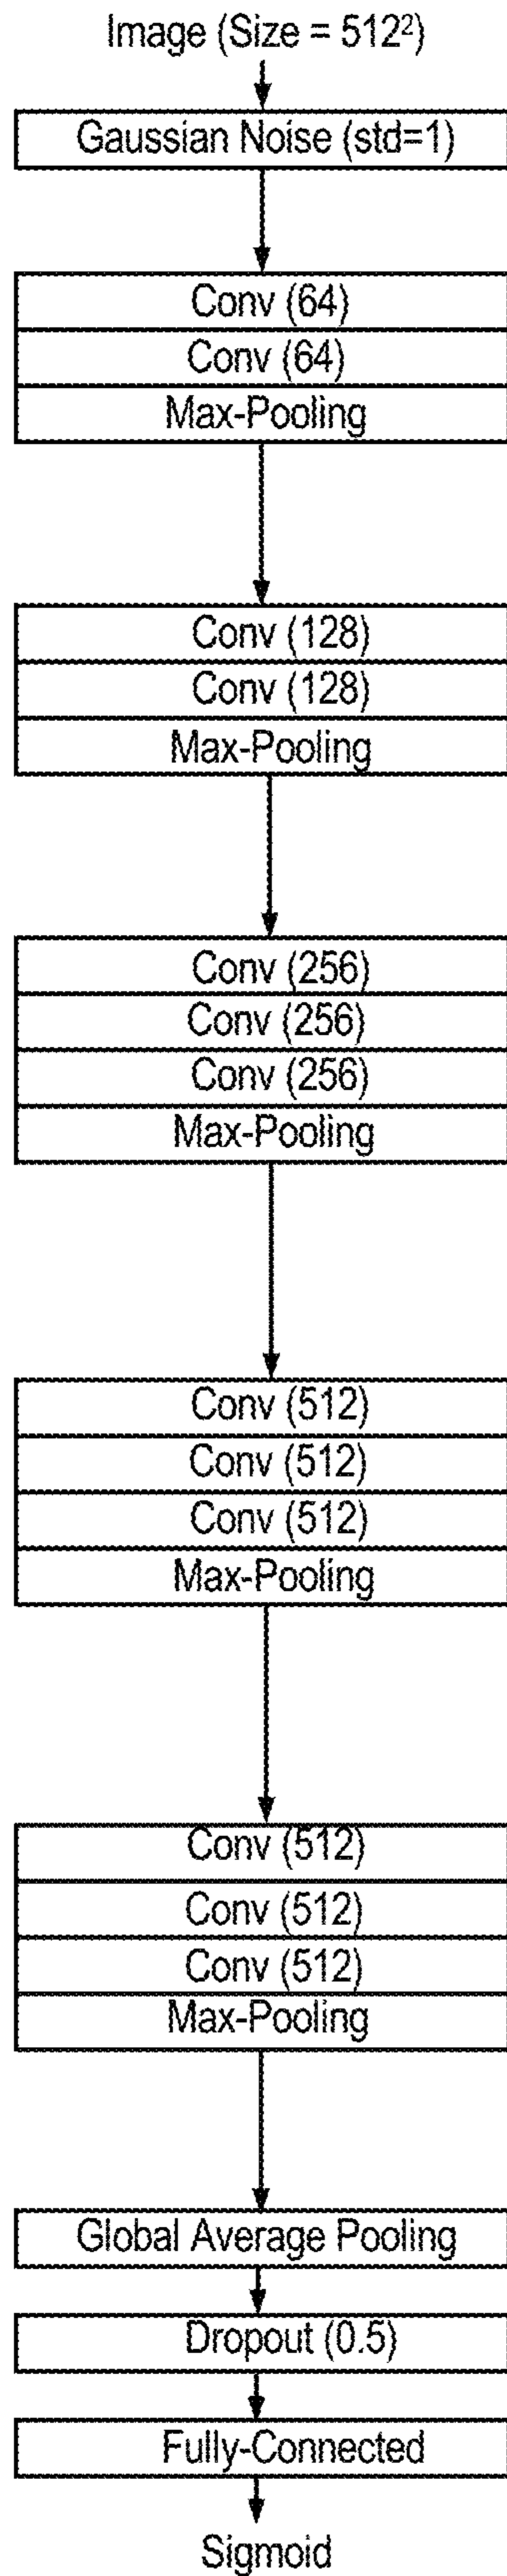 Image (Size = 512²)
Gaussian Noise (std=1)
Conv (64)
Conv (64)
Max-Pooling
Conv (128)
Conv (128)
Max-Pooling
Conv (256)
Conv (256)
Conv (256)
Max-Pooling
Conv (512)
Conv (512)
Conv (512)
Max-Pooling
Conv (512)
Conv (512)
Conv (512)
Max-Pooling
Global Average Pooling
Dropout (0.5)
Fully-Connected
Sigmoid